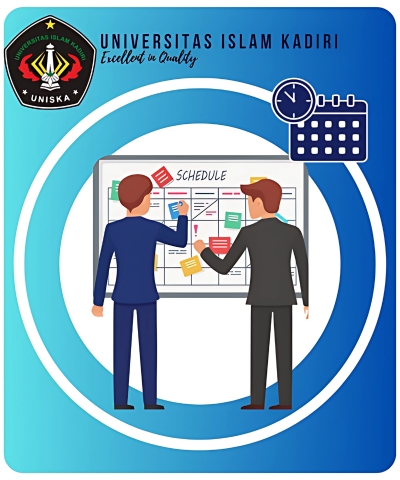 UNIVERSITAS ISLAM KADIRI
Excellent in Quality
UNIVERSITAS ISLAM KADIRI
UNISKA
SCHEDULE